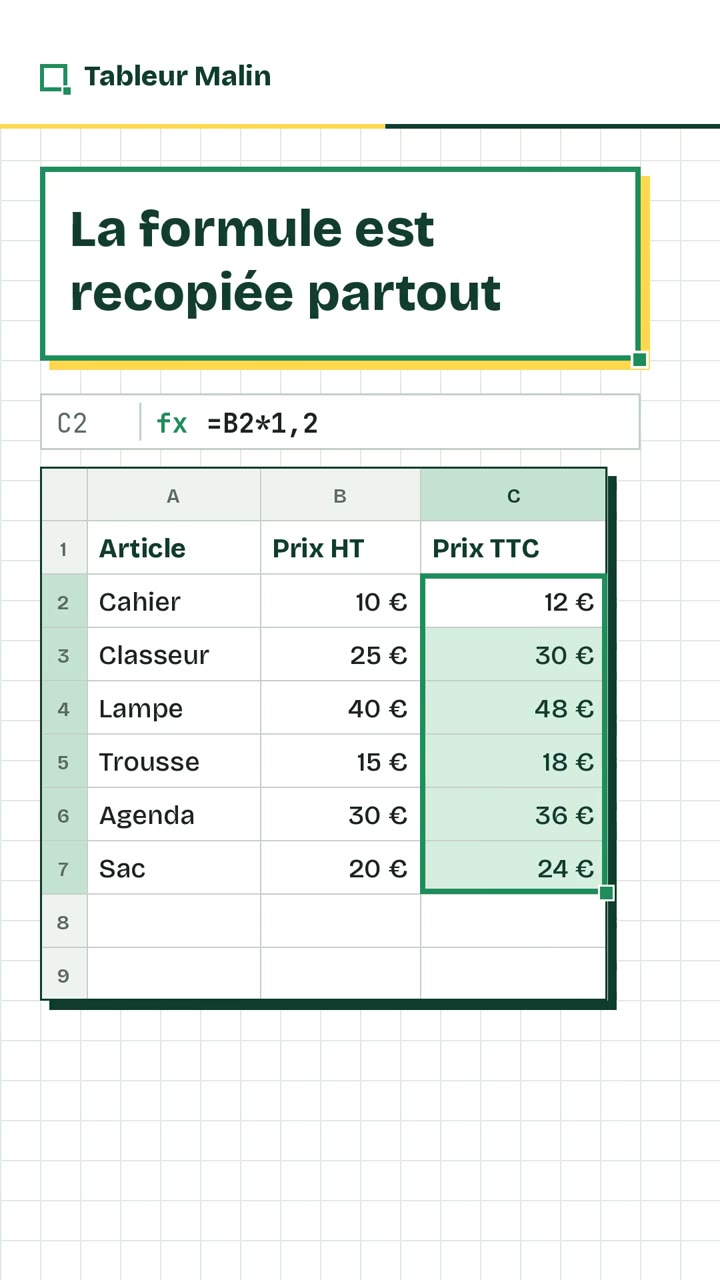 Tableur Malin
La formule est
recopiée partout
C2 fx =B2*1,2
A B C
1 Article Prix HT Prix TTC
2 Cahier 10 € 12 €
3 Classeur 25 € 30 €
4 Lampe 40 € 48 €
5 Trousse 15 € 18 €
6 Agenda 30 € 36 €
7 Sac 20 € 24 €
8
9